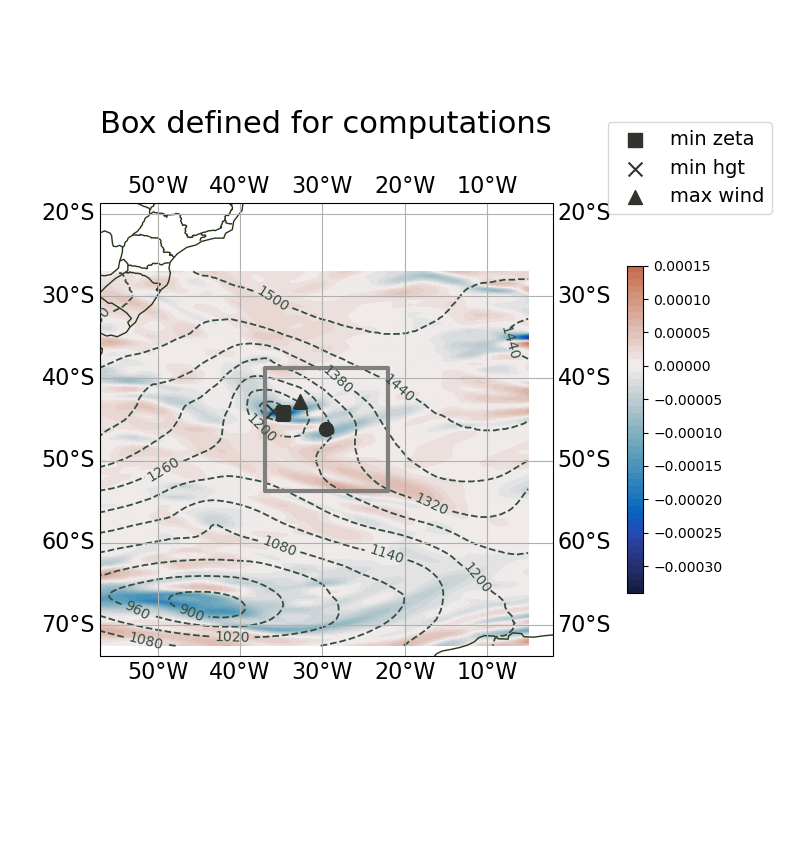 Box defined for computations
min zeta
min hgt
max wind
50°W 40°W 30°W 20°W 10°W
20°S 20°S
30°S 30°S
40°S 40°S
50°S 50°S
60°S 60°S
70°S 70°S
50°W 40°W 30°W 20°W 10°W
1500
1440
1380
1440
1200
1260
1320
1080
1140
1200
960
900
1080
1020
0.00015
0.00010
0.00005
0.00000
−0.00005
−0.00010
−0.00015
−0.00020
−0.00025
−0.00030